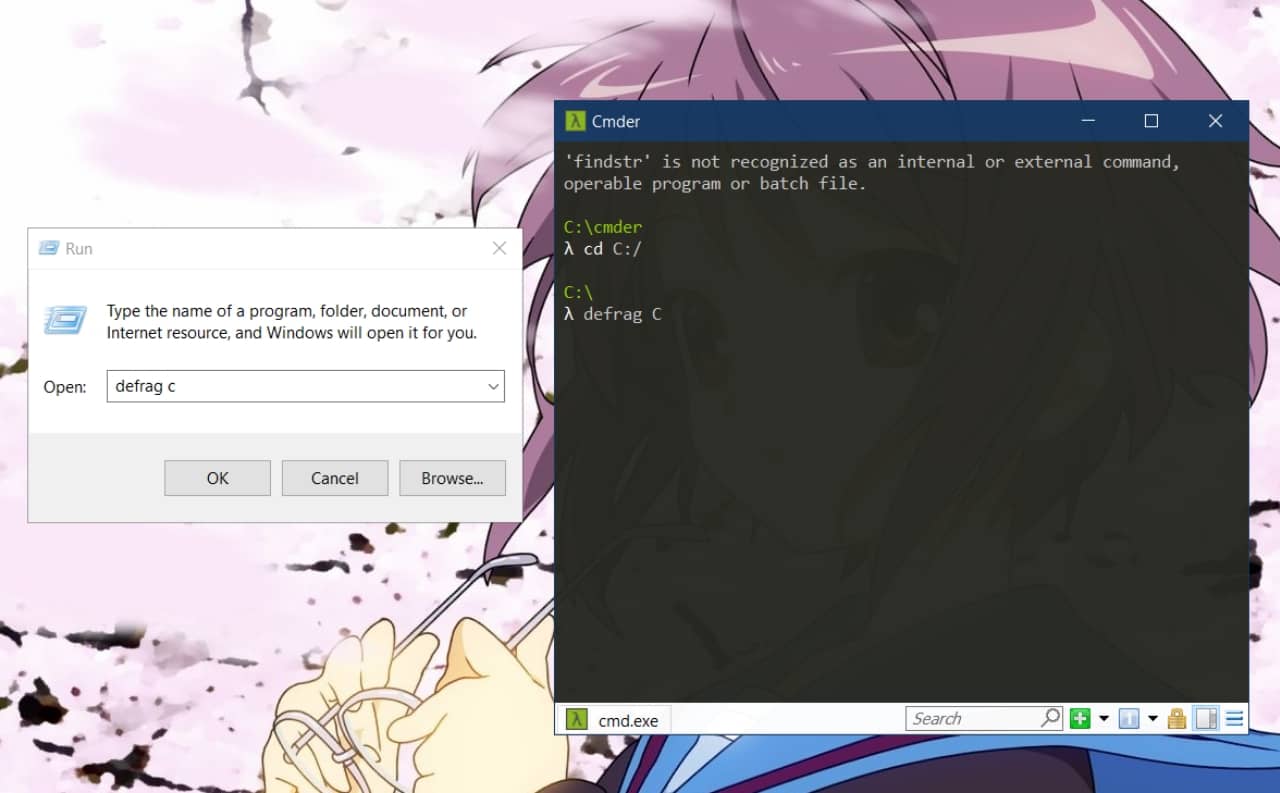 Run
Type the name of a program, folder, document, or
Internet resource, and Windows will open it for you.
Open: defrag c
OK Cancel Browse...
λ Cmder
'findstr' is not recognized as an internal or external command,
operable program or batch file.
C:\cmder
λ cd C:/
C:\
λ defrag C
λ cmd.exe
Search
1